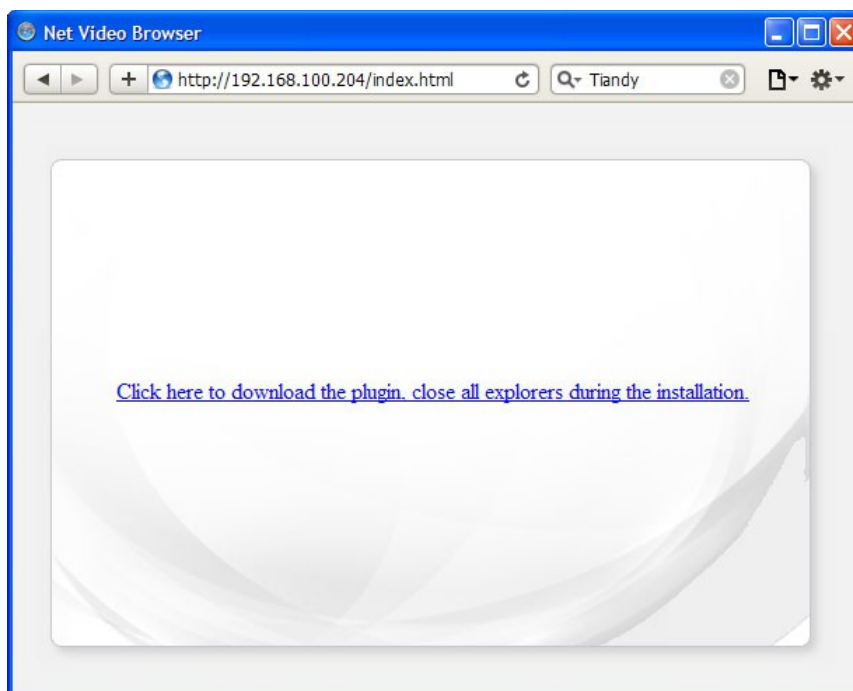 Net Video Browser
http://192.168.100.204/index.html
Tiandy
Click here to download the plugin, close all explorers during the installation.